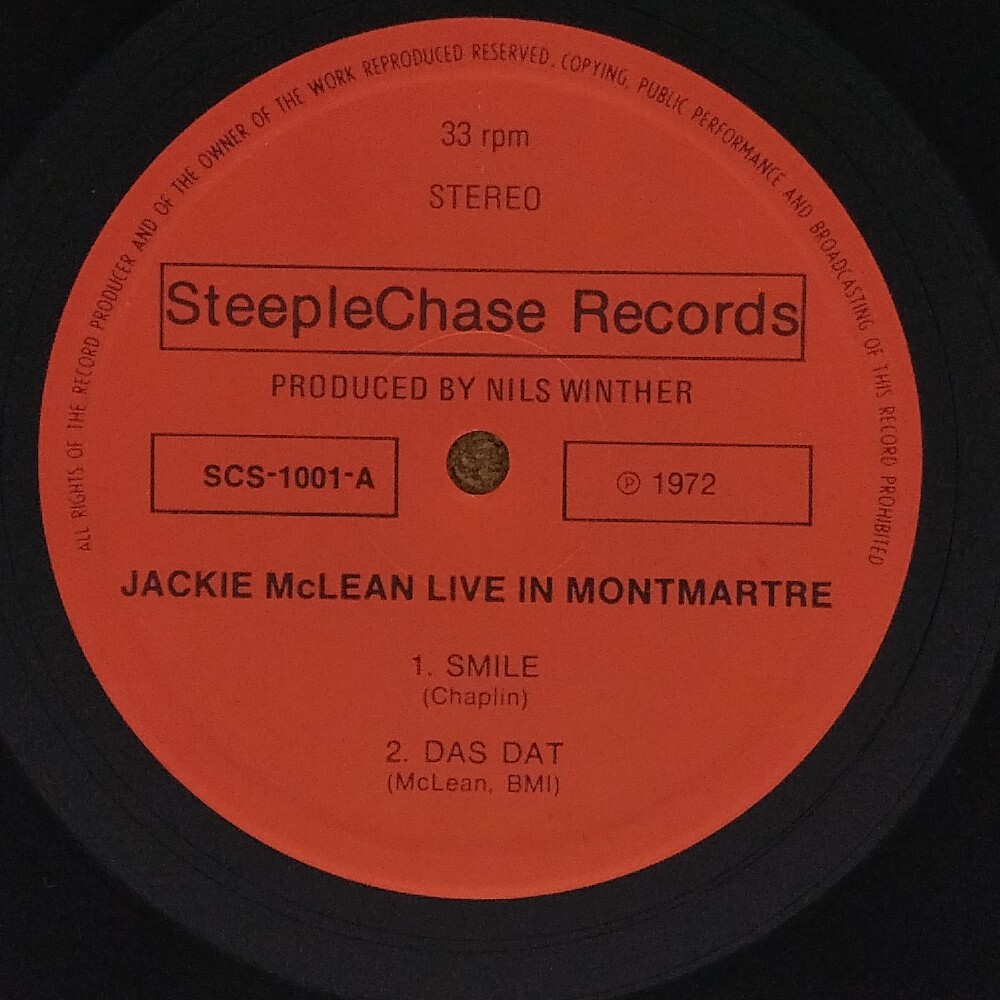 ALL RIGHTS OF THE RECORD PRODUCER AND OF THE OWNER OF THE WORK REPRODUCED RESERVED. COPYING, PUBLIC PERFORMANCE AND BROADCASTING OF THIS RECORD PROHIBITED
33 rpm
STEREO
SteepleChase Records
PRODUCED BY NILS WINTHER
SCS-1001-A
℗ 1972
JACKIE McLEAN LIVE IN MONTMARTRE
1. SMILE
(Chaplin)
2. DAS DAT
(McLean, BMI)